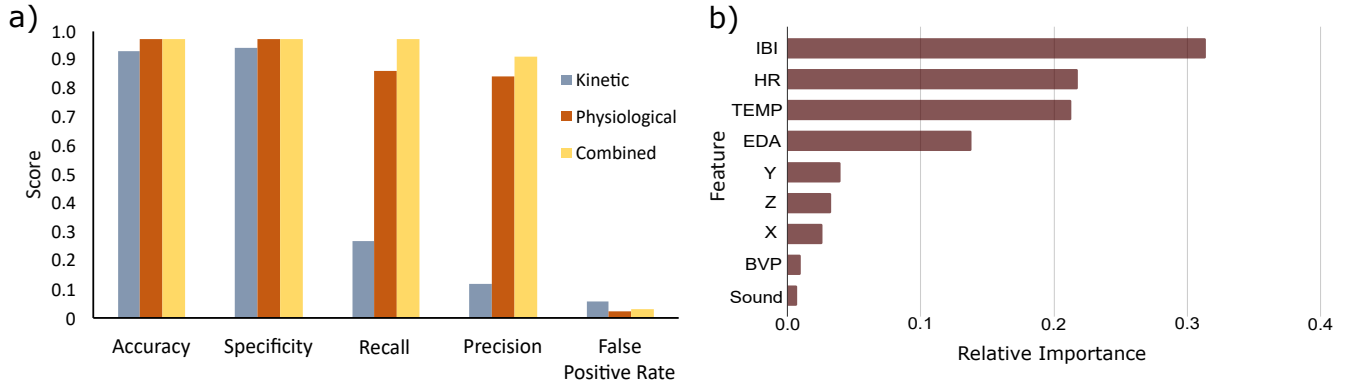 a)
1.0
0.9
0.8
0.7
0.6
0.5
0.4
0.3
0.2
0.1
0
Score
Kinetic
Physiological
Combined
Accuracy
Specificity
Recall
Precision
False
Positive Rate
b)
Feature
IBI
HR
TEMP
EDA
Y
Z
X
BVP
Sound
0.0
0.1
0.2
0.3
0.4
Relative Importance